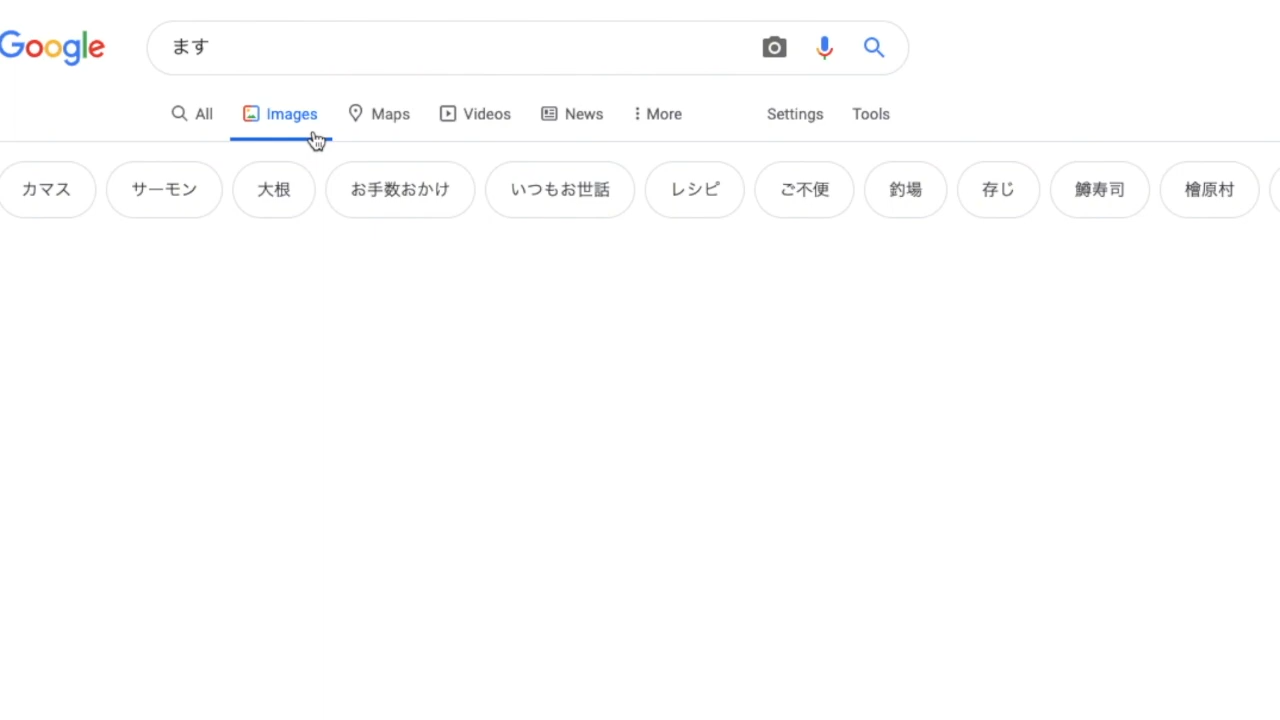 Google ます
All Images Maps Videos News More Settings Tools
カマス サーモン 大根 お手数おかけ いつもお世話 レシピ ご不便 釣場 存じ 鱒寿司 檜原村